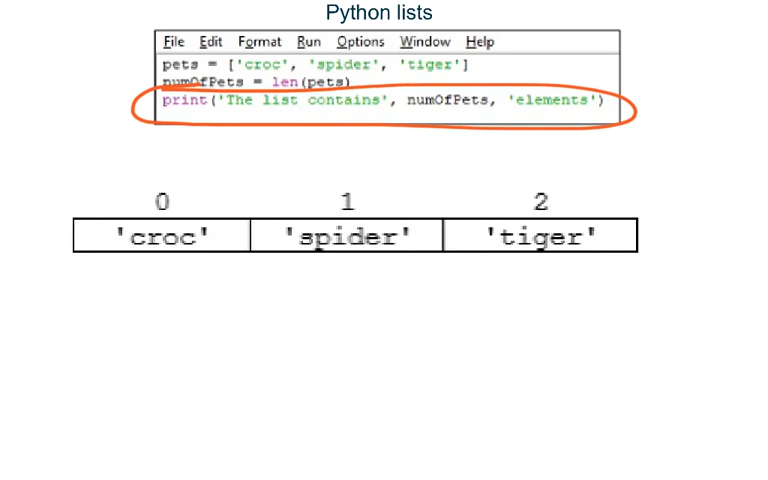 Python lists
File Edit Format Run Options Window Help
pets = ['croc', 'spider', 'tiger']
numOfPets = len(pets)
print('The list contains', numOfPets, 'elements')
0 1 2
'croc' 'spider' 'tiger'